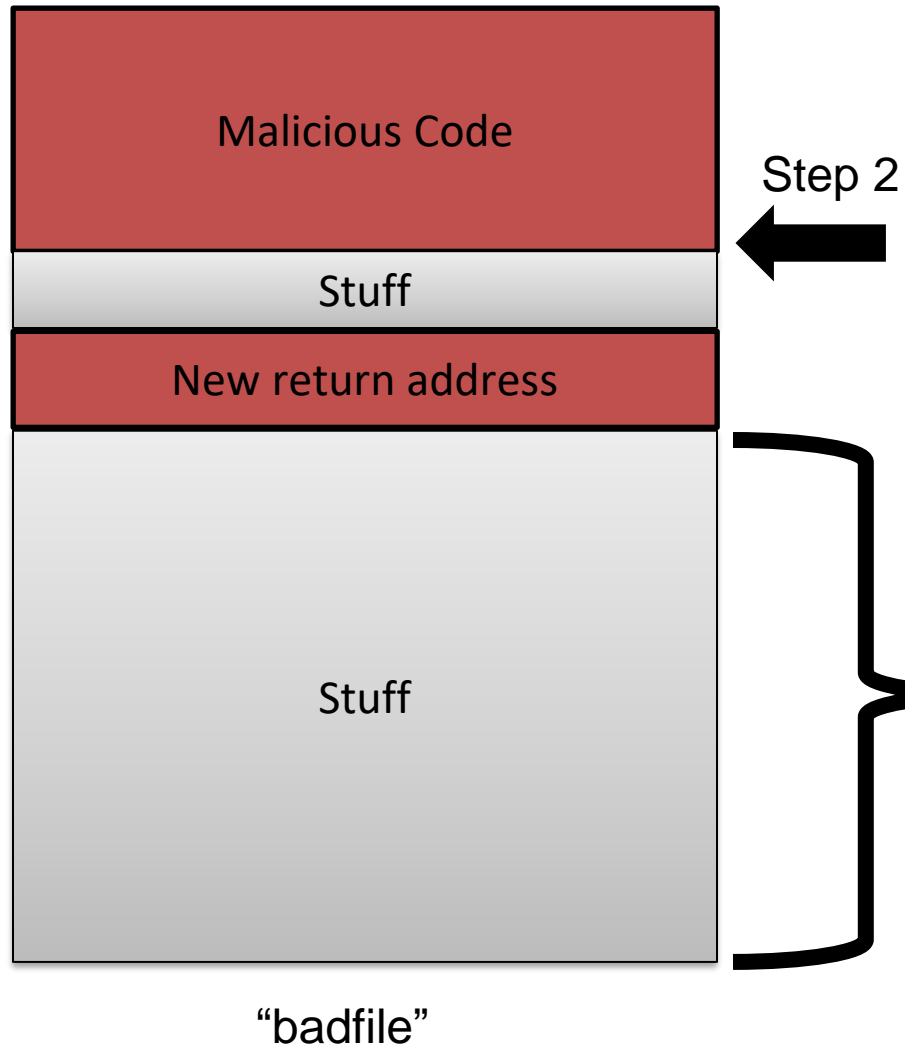 Malicious Code
Step 2
Stuff
New return address
Stuff
“badfile”